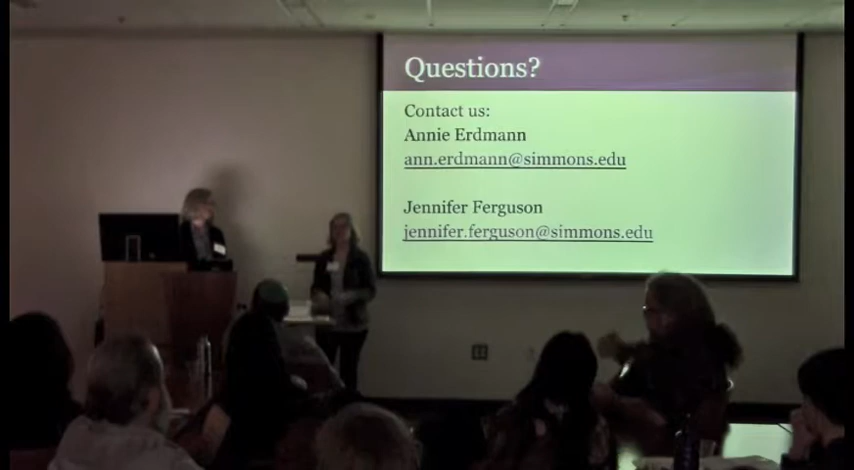 Questions?
Contact us:
Annie Erdmann
ann.erdmann@simmons.edu
Jennifer Ferguson
jennifer.ferguson@simmons.edu